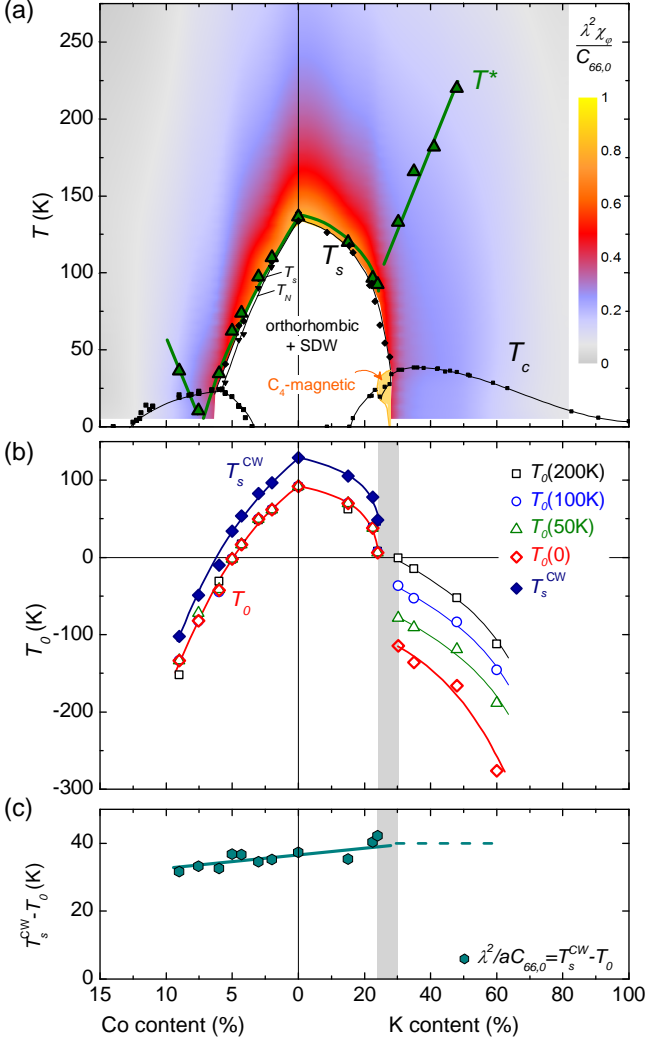 (a)
λ² χφ
C66,0
1
0.8
0.6
0.4
0.2
0
250
200
150
100
50
0
T (K)
T*
Ts
Ts
TN
orthorhombic
+ SDW
C4-magnetic
Tc
(b)
100
0
-100
-200
-300
T0 (K)
TsCW
T0
T0(200K)
T0(100K)
T0(50K)
T0(0)
TsCW
(c)
60
40
20
0
TsCW-T0 (K)
λ²/aC66,0=TsCW-T0
15 10 5 0 20 40 60 80 100
Co content (%) K content (%)